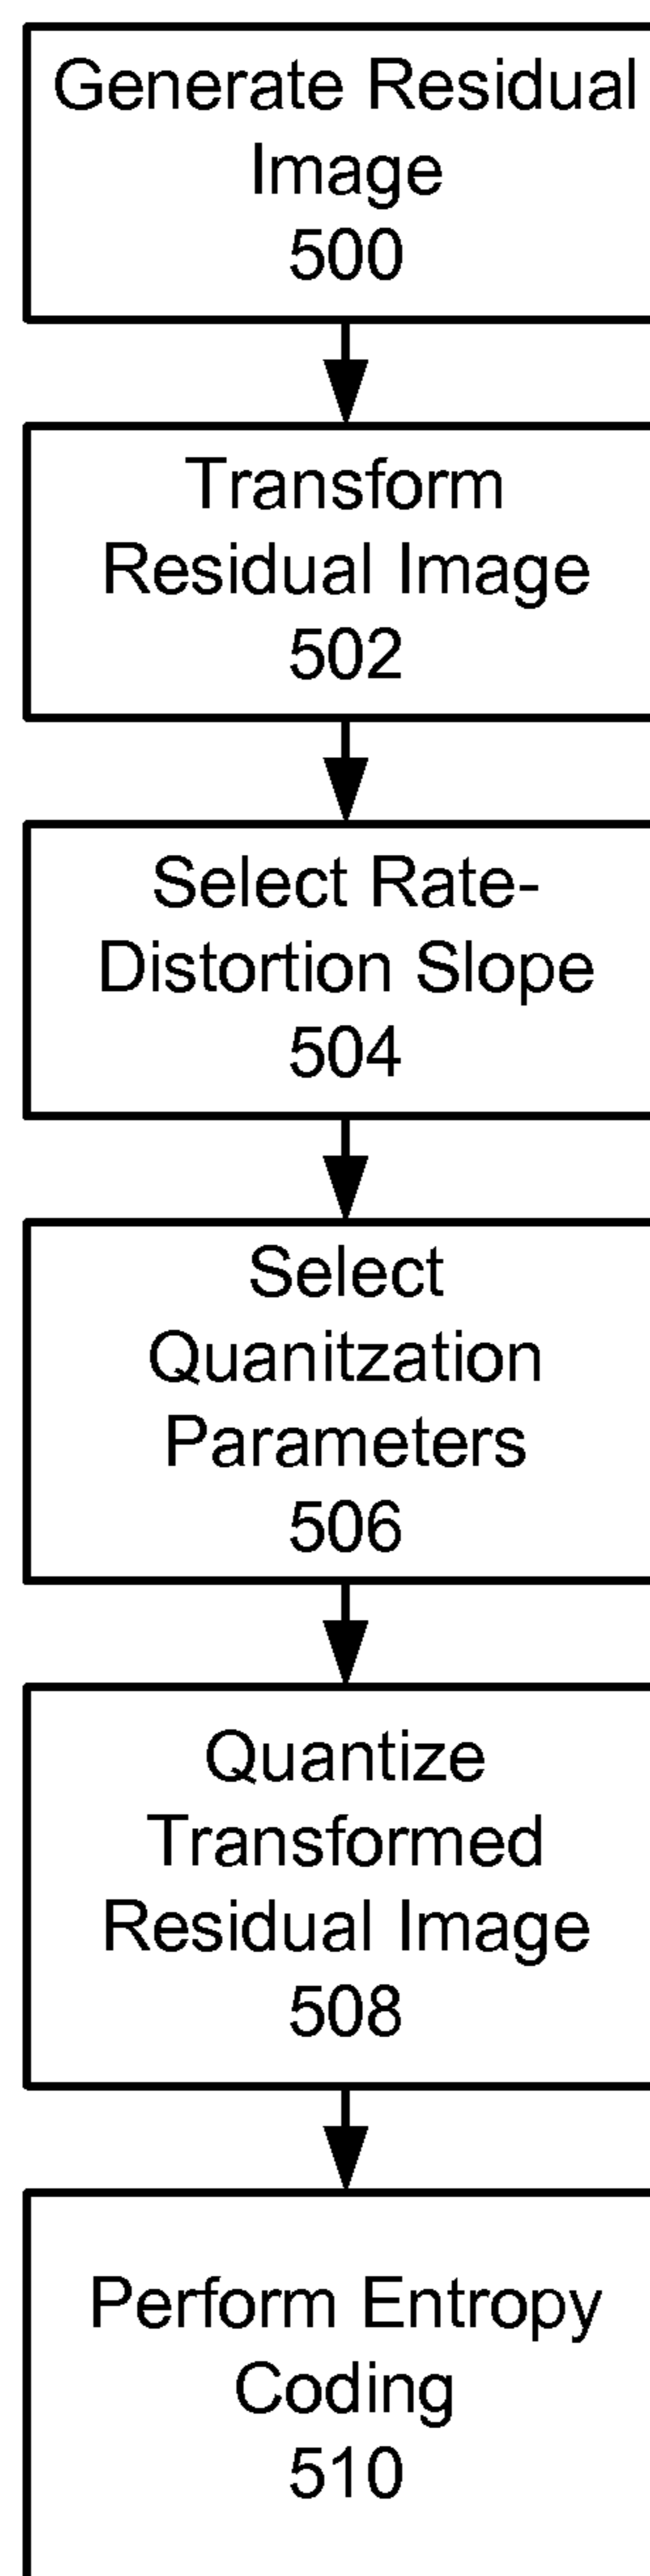 Generate Residual
Image
500
Transform
Residual Image
502
Select Rate-
Distortion Slope
504
Select
Quanitzation
Parameters
506
Quantize
Transformed
Residual Image
508
Perform Entropy
Coding
510